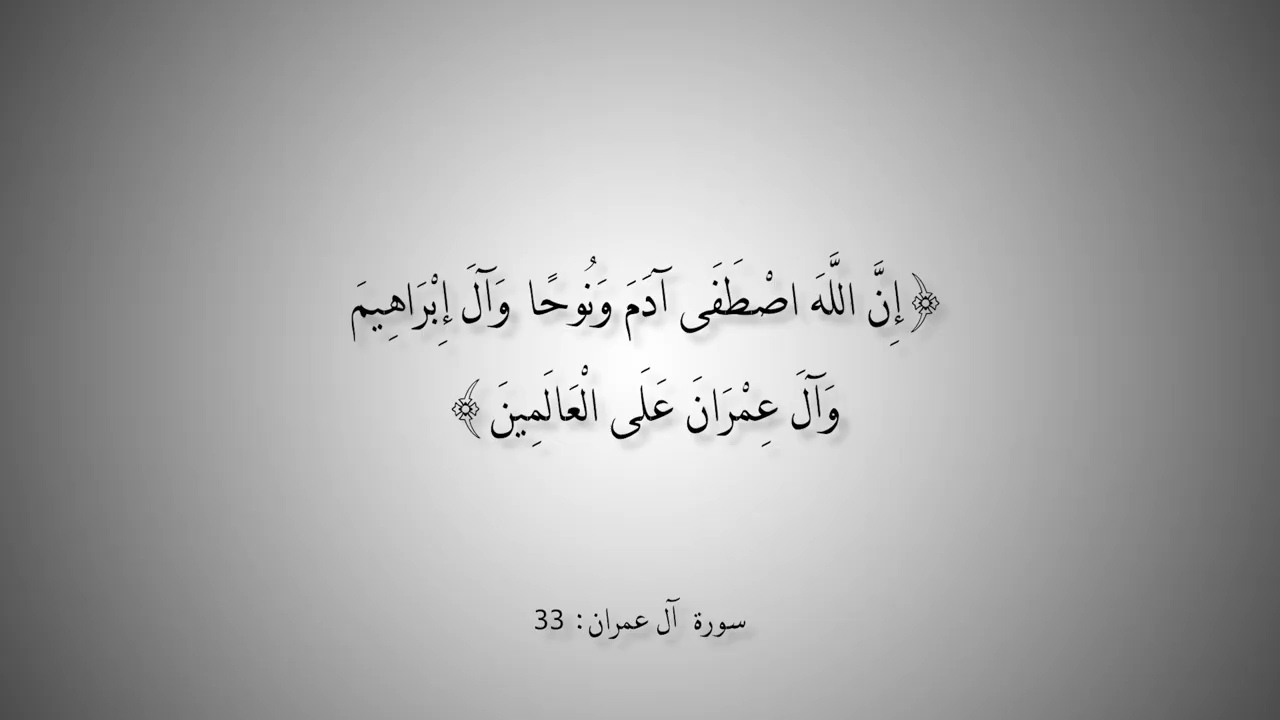 ﴿إِنَّ اللَّهَ اصْطَفَى آدَمَ وَنُوحًا وَآلَ إِبْرَاهِيمَ
وَآلَ عِمْرَانَ عَلَى الْعَالَمِينَ﴾
سورة آل عمران: 33